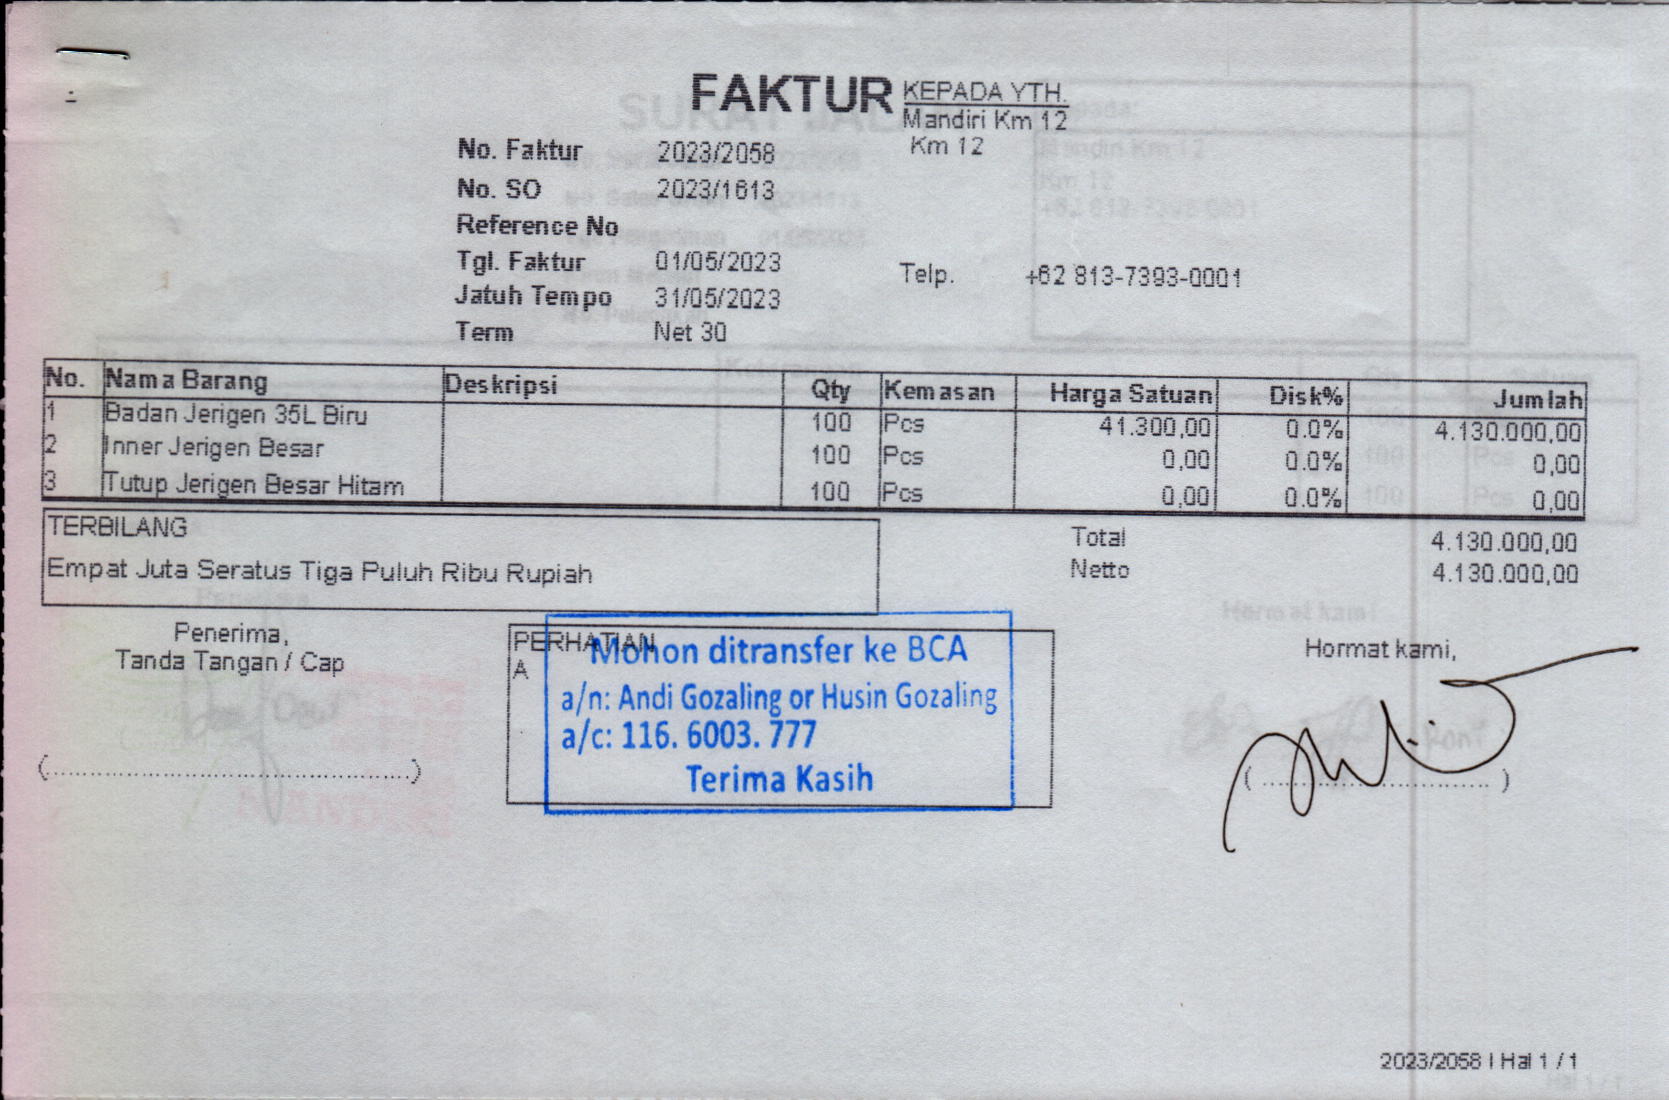 FAKTUR
KEPADA YTH.
Mandiri Km 12
Km 12
No. Faktur 2023/2058
No. SO 2023/1613
Reference No
Tgl. Faktur 01/05/2023
Telp. +62 813-7393-0001
Jatuh Tempo 31/05/2023
Term Net 30
No. Nama Barang Deskripsi Qty Kemasan Harga Satuan Disk% Jumlah
1 Badan Jerigen 35L Biru 100 Pcs 41.300,00 0.0% 4.130.000,00
2 Inner Jerigen Besar 100 Pcs 0,00 0.0% 0,00
3 Tutup Jerigen Besar Hitam 100 Pcs 0,00 0.0% 0,00
TERBILANG
Empat Juta Seratus Tiga Puluh Ribu Rupiah
Total 4.130.000,00
Netto 4.130.000,00
Penerima,
Tanda Tangan / Cap
(........................................)
PERHATIAN
A
Mohon ditransfer ke BCA
a/n: Andi Gozaling or Husin Gozaling
a/c: 116. 6003. 777
Terima Kasih
Hormat kami,
(........................................)
2023/2058 | Hal 1 / 1